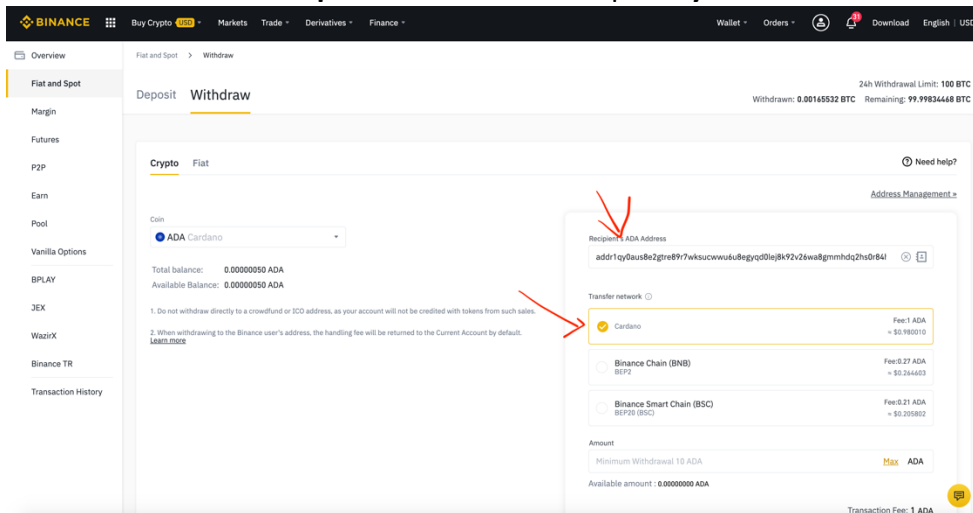 BINANCE Buy Crypto USD Markets Trade Derivatives Finance Wallet Orders 31 Download English | USD
Overview
Fiat and Spot
Margin
Futures
P2P
Earn
Pool
Vanilla Options
BPLAY
JEX
WazirX
Binance TR
Transaction History
Fiat and Spot > Withdraw
Deposit Withdraw
24h Withdrawal Limit: 100 BTC
Withdrawn: 0.00165532 BTC Remaining: 99.99834468 BTC
Crypto Fiat
Need help?
Address Management »
Coin
ADA Cardano
Total balance: 0.00000050 ADA
Available Balance: 0.00000050 ADA
1. Do not withdraw directly to a crowdfund or ICO address, as your account will not be credited with tokens from such sales.
2. When withdrawing to the Binance user's address, the handling fee will be returned to the Current Account by default.
Learn more
Recipient's ADA Address
addr1qy0aus8e2gtre89r7wksucwwu6u8egyqd0lej8k92v26wa8gmmhdq2hs0r84l
Transfer network
Cardano Fee:1 ADA
≈ $0.980010
Binance Chain (BNB) Fee:0.27 ADA
BEP2 ≈ $0.264603
Binance Smart Chain (BSC) Fee:0.21 ADA
BEP20 (BSC) ≈ $0.205802
Amount
Minimum Withdrawal 10 ADA Max ADA
Available amount : 0.00000000 ADA
Transaction Fee: 1 ADA